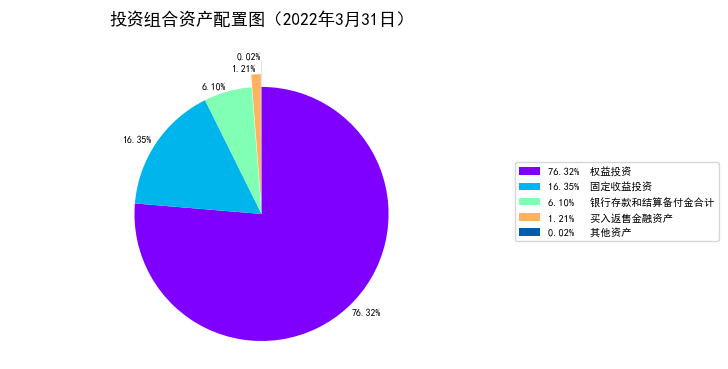 投资组合资产配置图（2022年3月31日）
0.02%
1.21%
6.10%
16.35%
76.32%
76.32% 权益投资
16.35% 固定收益投资
6.10% 银行存款和结算备付金合计
1.21% 买入返售金融资产
0.02% 其他资产